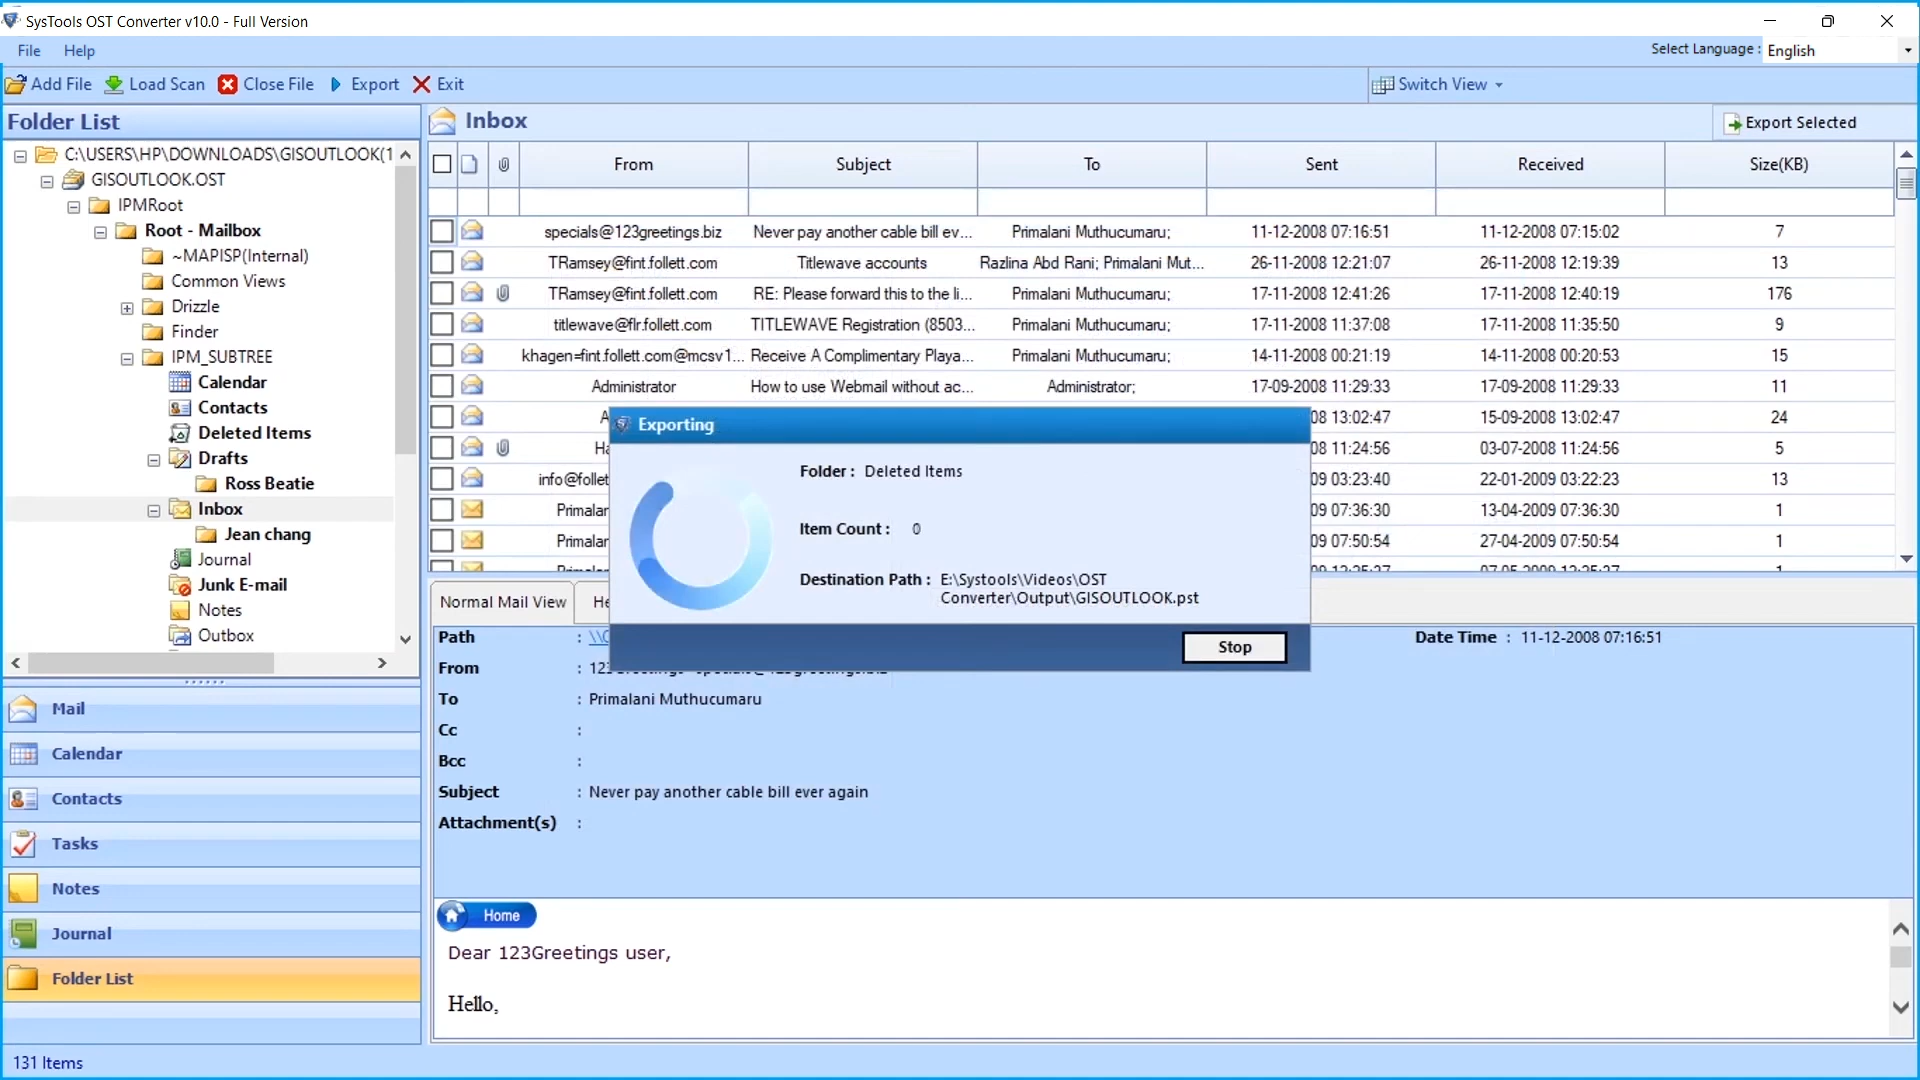 SysTools OST Converter v10.0 - Full Version
File Help
Select Language : English
Add File Load Scan Close File Export Exit
Switch View
Folder List
Inbox
Export Selected
C:\USERS\HP\DOWNLOADS\GISOUTLOOK(1
GISOUTLOOK.OST
IPMRoot
Root - Mailbox
~MAPISP(Internal)
Common Views
Drizzle
Finder
IPM_SUBTREE
Calendar
Contacts
Deleted Items
Drafts
Ross Beatie
Inbox
Jean chang
Journal
Junk E-mail
Notes
Outbox
From Subject To Sent Received Size(KB)
specials@123greetings.biz Never pay another cable bill ev... Primalani Muthucumaru; 11-12-2008 07:16:51 11-12-2008 07:15:02 7
TRamsey@fint.follett.com Titlewave accounts Razlina Abd Rani; Primalani Mut... 26-11-2008 12:21:07 26-11-2008 12:19:39 13
TRamsey@fint.follett.com RE: Please forward this to the li... Primalani Muthucumaru; 17-11-2008 12:41:26 17-11-2008 12:40:19 176
titlewave@flr.follett.com TITLEWAVE Registration (8503... Primalani Muthucumaru; 17-11-2008 11:37:08 17-11-2008 11:35:50 9
khagen=fint.follett.com@mcsv1... Receive A Complimentary Playa... Primalani Muthucumaru; 14-11-2008 00:21:19 14-11-2008 00:20:53 15
Administrator How to use Webmail without ac... Administrator; 17-09-2008 11:29:33 17-09-2008 11:29:33 11
A 08 13:02:47 15-09-2008 13:02:47 24
Ha 08 11:24:56 03-07-2008 11:24:56 5
info@follet 09 03:23:40 22-01-2009 03:22:23 13
Primalar 09 07:36:30 13-04-2009 07:36:30 1
Primalar 09 07:50:54 27-04-2009 07:50:54 1
Exporting
Folder : Deleted Items
Item Count : 0
Destination Path : E:\Systools\Videos\OST
Converter\Output\GISOUTLOOK.pst
Stop
Normal Mail View He
Path : \\
Date Time : 11-12-2008 07:16:51
From :
To : Primalani Muthucumaru
Cc :
Bcc :
Subject : Never pay another cable bill ever again
Attachment(s) :
Home
Dear 123Greetings user,
Hello,
Mail
Calendar
Contacts
Tasks
Notes
Journal
Folder List
131 Items